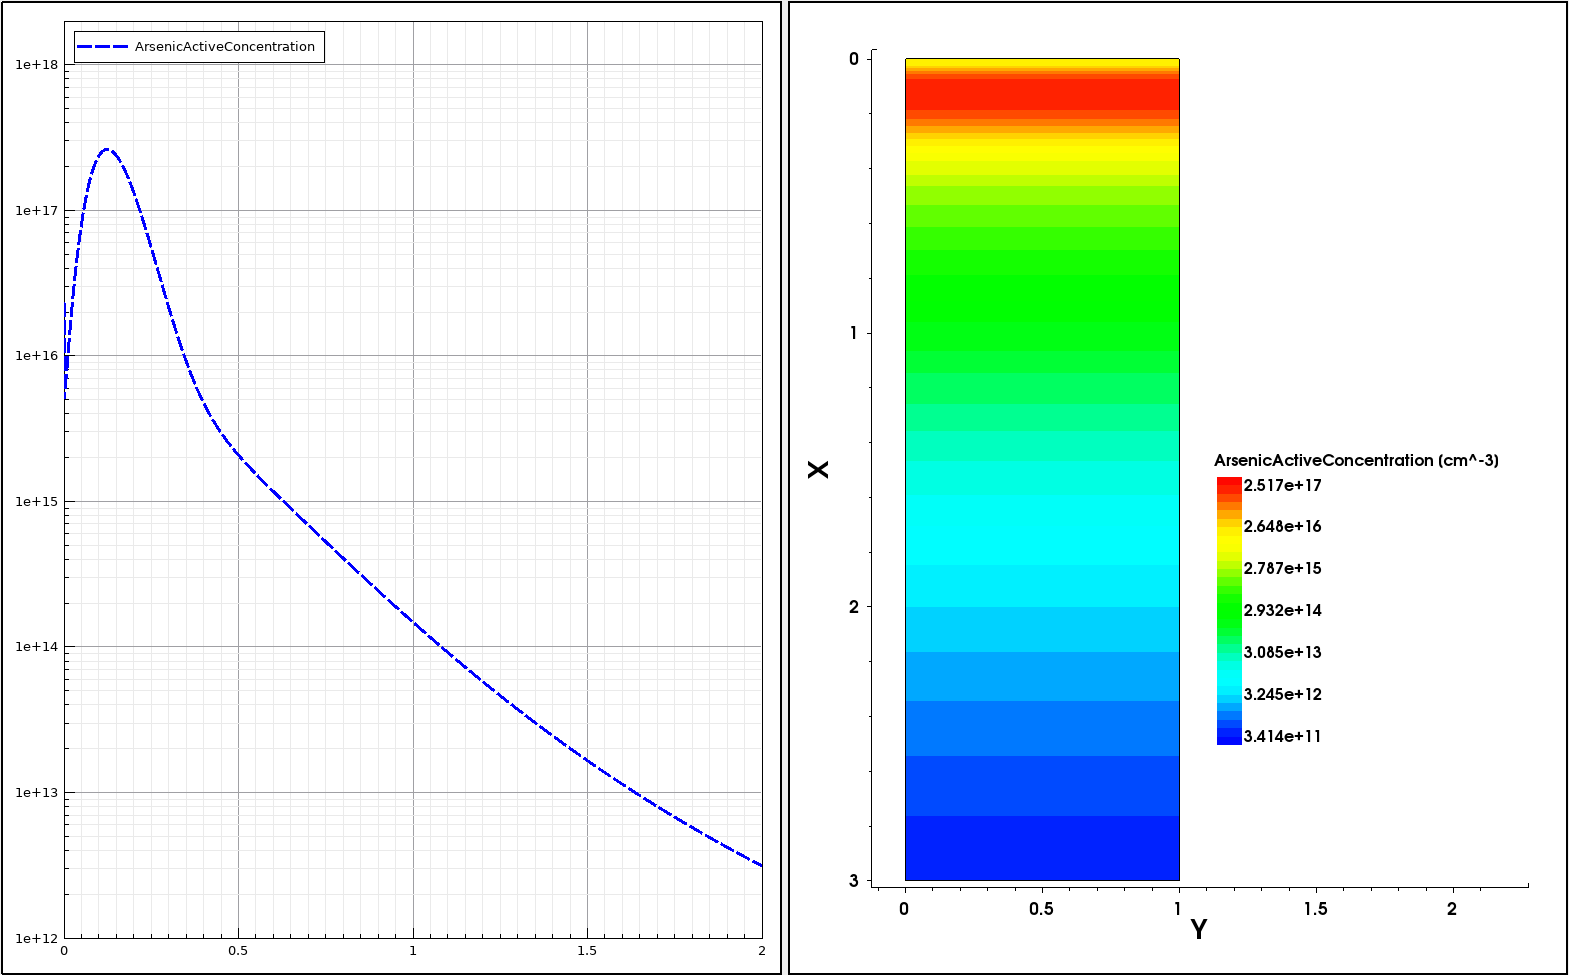 ArsenicActiveConcentration
1e+18
1e+17
1e+16
1e+15
1e+14
1e+13
1e+12
0 0.5 1 1.5 2
0
1
2
3
X
0 0.5 1 1.5 2
Y
ArsenicActiveConcentration (cm^-3)
2.517e+17
2.648e+16
2.787e+15
2.932e+14
3.085e+13
3.245e+12
3.414e+11